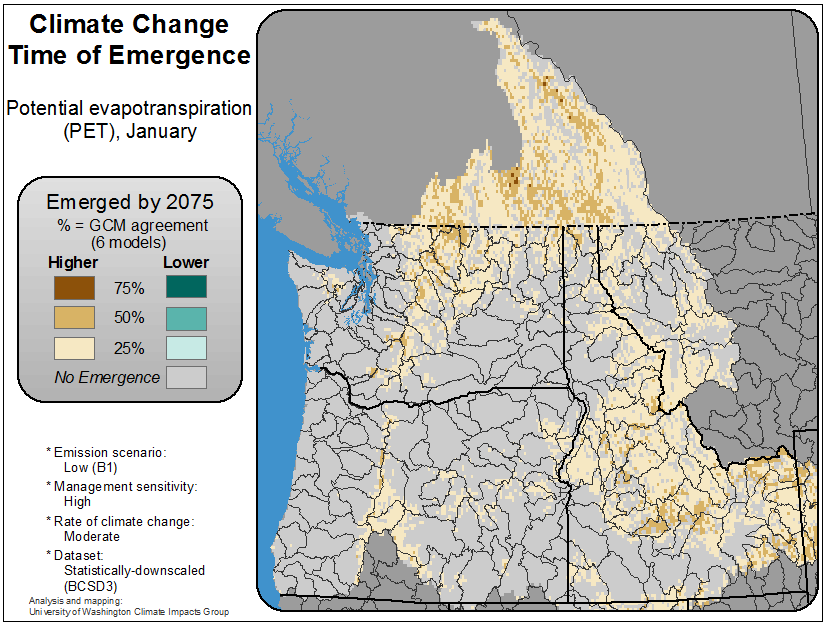 Climate Change
Time of Emergence
Potential evapotranspiration
(PET), January
Emerged by 2075
% = GCM agreement
(6 models)
Higher Lower
75%
50%
25%
No Emergence
* Emission scenario:
Low (B1)
* Management sensitivity:
High
* Rate of climate change:
Moderate
* Dataset:
Statistically-downscaled
(BCSD3)
Analysis and mapping:
University of Washington Climate Impacts Group